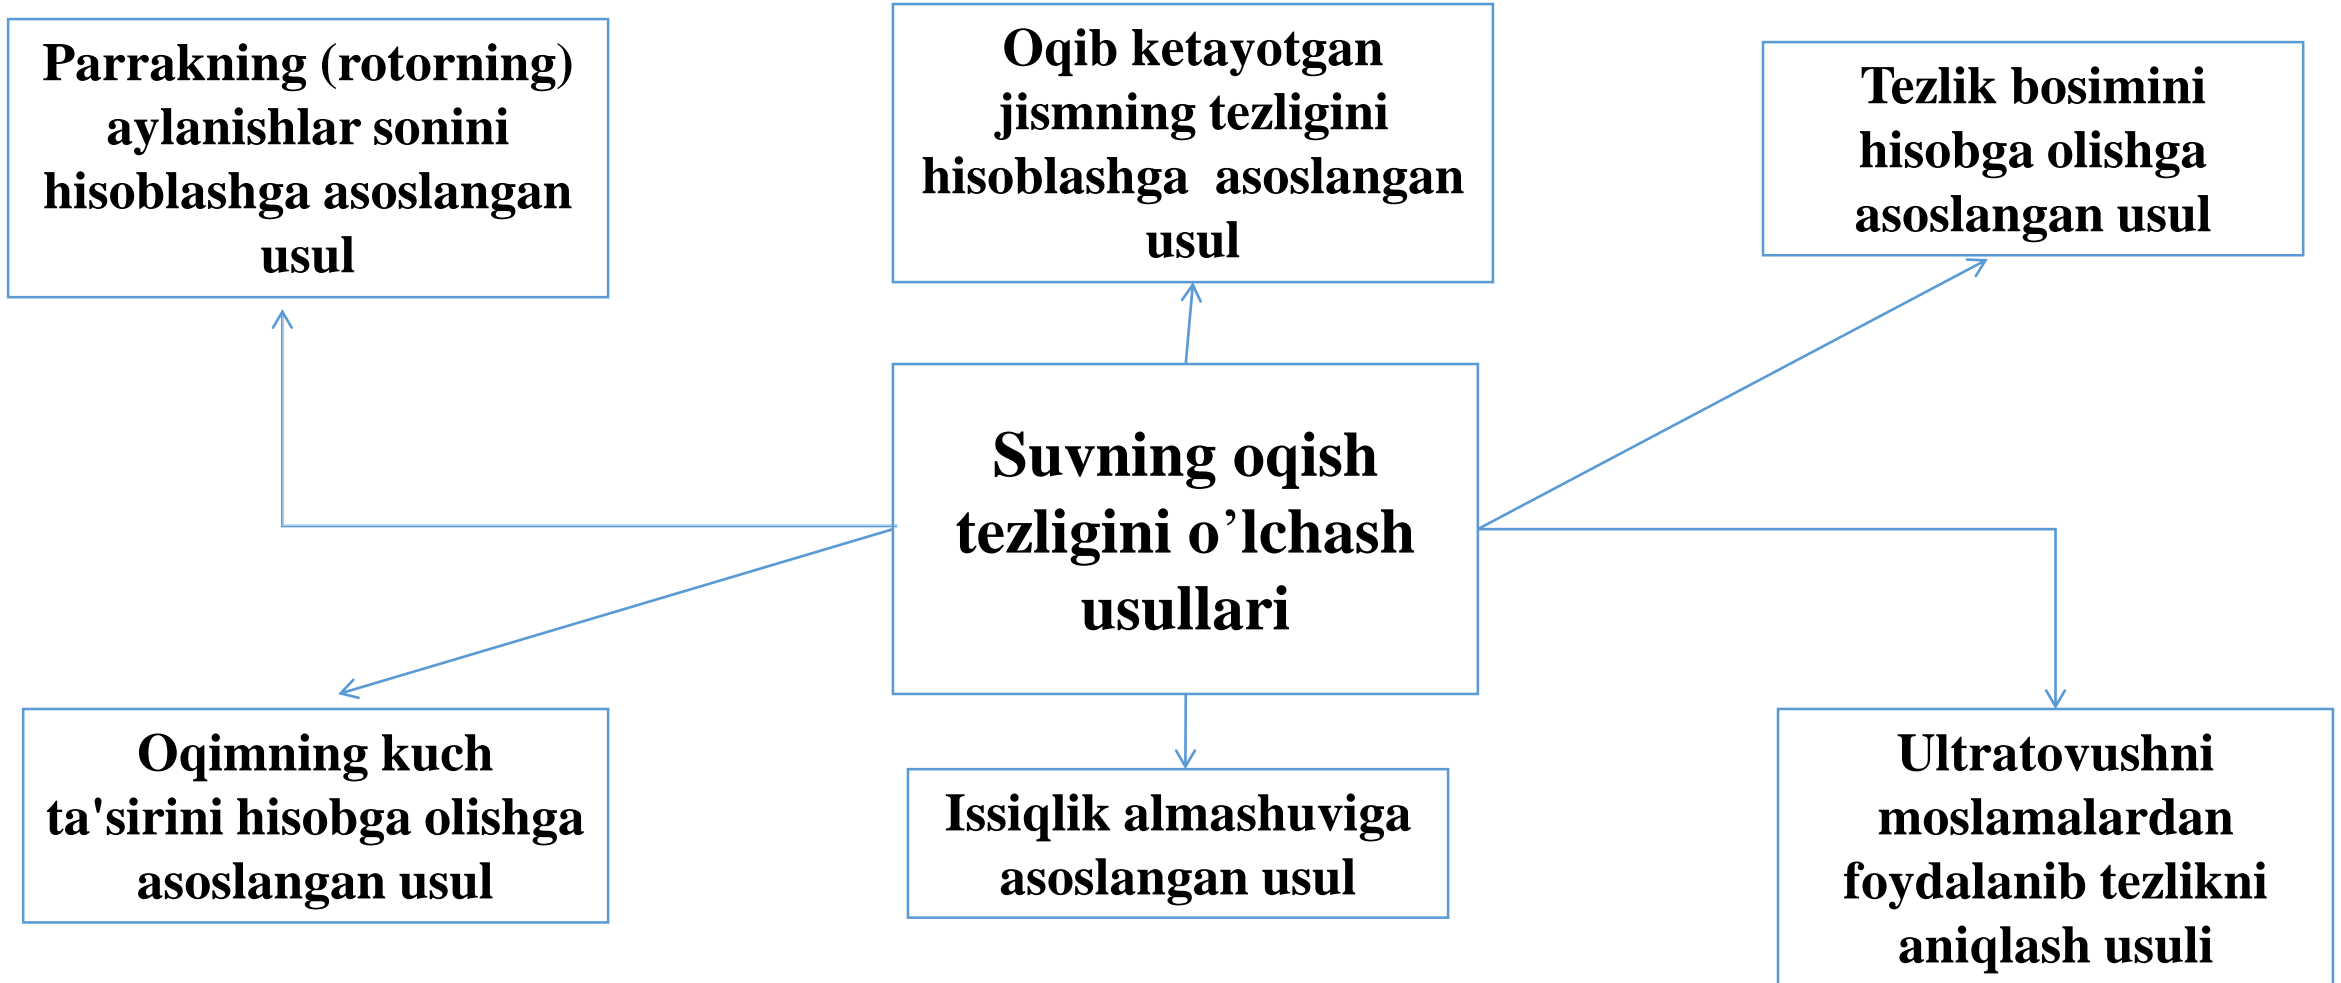 Parrakning (rotorning)
aylanishlar sonini
hisoblashga asoslangan
usul
Oqib ketayotgan
jismning tezligini
hisoblashga asoslangan
usul
Tezlik bosimini
hisobga olishga
asoslangan usul
Suvning oqish
tezligini o’lchash
usullari
Oqimning kuch
ta'sirini hisobga olishga
asoslangan usul
Issiqlik almashuviga
asoslangan usul
Ultratovushni
moslamalardan
foydalanib tezlikni
aniqlash usuli